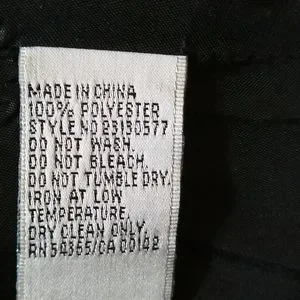 MADE IN CHINA
100% POLYESTER
STYLE NO 23130577
DO NOT WASH.
DO NOT BLEACH.
DO NOT TUMBLE DRY.
IRON AT LOW
TEMPERATURE.
DRY CLEAN ONLY.
RN 54365/CA 00142